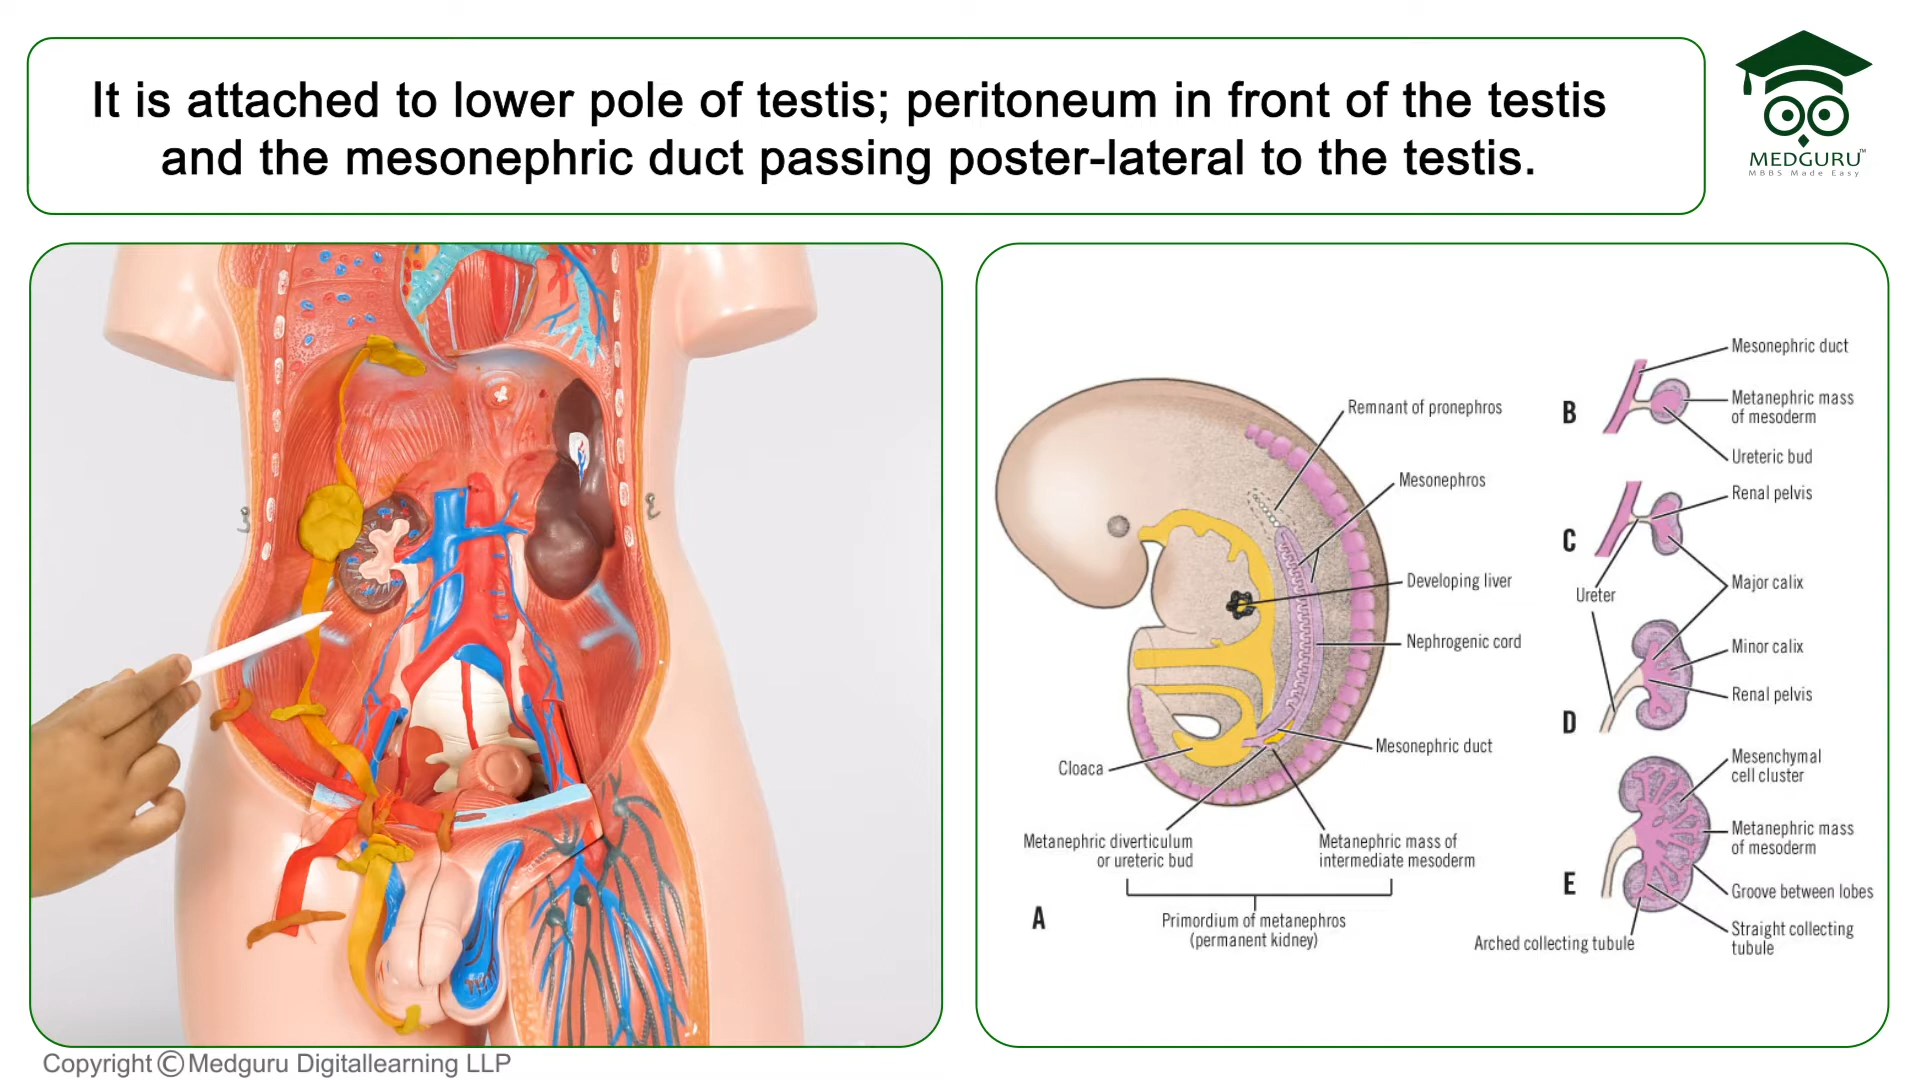 It is attached to lower pole of testis; peritoneum in front of the testis
and the mesonephric duct passing poster-lateral to the testis.
MEDGURU™
MBBS Made Easy
Remnant of pronephros
Mesonephros
Developing liver
Nephrogenic cord
Mesonephric duct
Cloaca
Metanephric diverticulum
or ureteric bud
Metanephric mass of
intermediate mesoderm
Primordium of metanephros
(permanent kidney)
A
B
Mesonephric duct
Metanephric mass
of mesoderm
Ureteric bud
C
Renal pelvis
Major calix
Ureter
D
Minor calix
Renal pelvis
E
Mesenchymal
cell cluster
Metanephric mass
of mesoderm
Groove between lobes
Straight collecting
tubule
Arched collecting tubule
Copyright © Medguru Digitallearning LLP